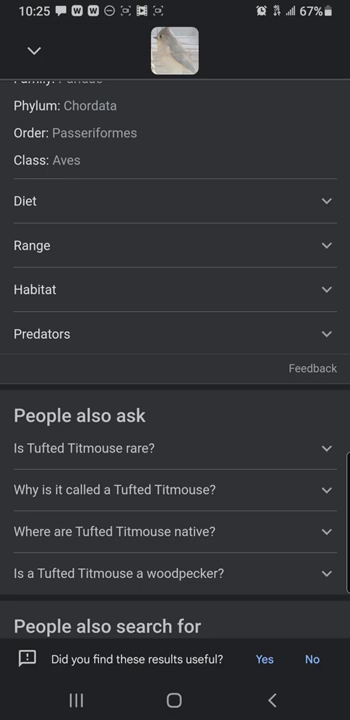 10:25
67%
Phylum: Chordata
Order: Passeriformes
Class: Aves
Diet
Range
Habitat
Predators
Feedback
People also ask
Is Tufted Titmouse rare?
Why is it called a Tufted Titmouse?
Where are Tufted Titmouse native?
Is a Tufted Titmouse a woodpecker?
People also search for
Did you find these results useful? Yes No